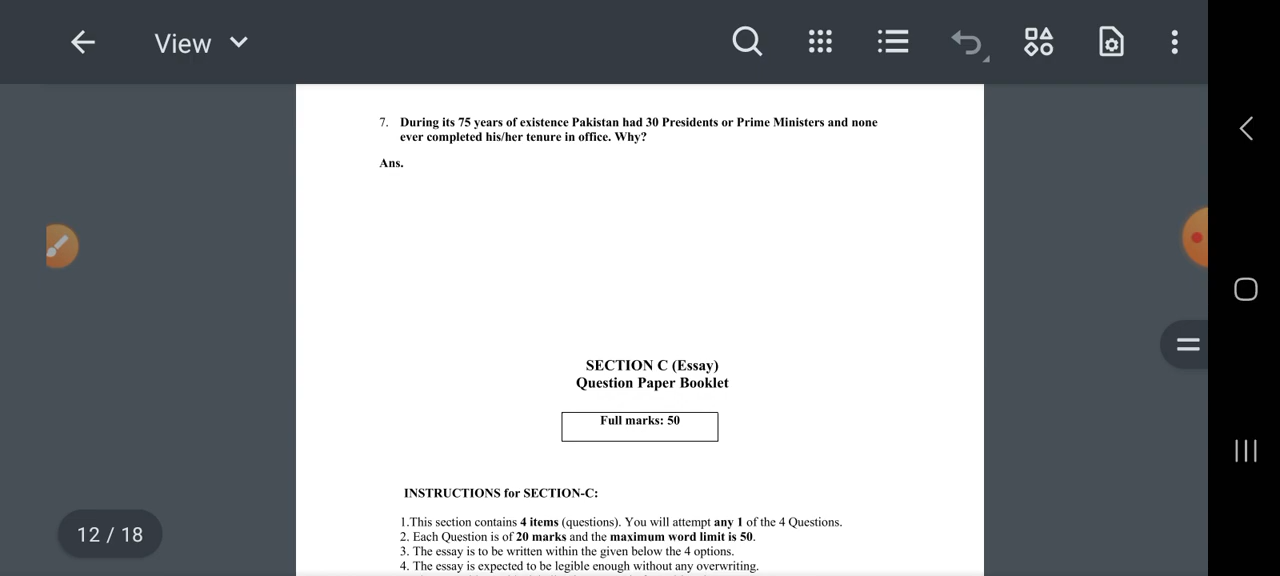 View
7. During its 75 years of existence Pakistan had 30 Presidents or Prime Ministers and none
ever completed his/her tenure in office. Why?
Ans.
SECTION C (Essay)
Question Paper Booklet
Full marks: 50
INSTRUCTIONS for SECTION-C:
1.This section contains 4 items (questions). You will attempt any 1 of the 4 Questions.
2. Each Question is of 20 marks and the maximum word limit is 50.
3. The essay is to be written within the given below the 4 options.
4. The essay is expected to be legible enough without any overwriting.
12 / 18